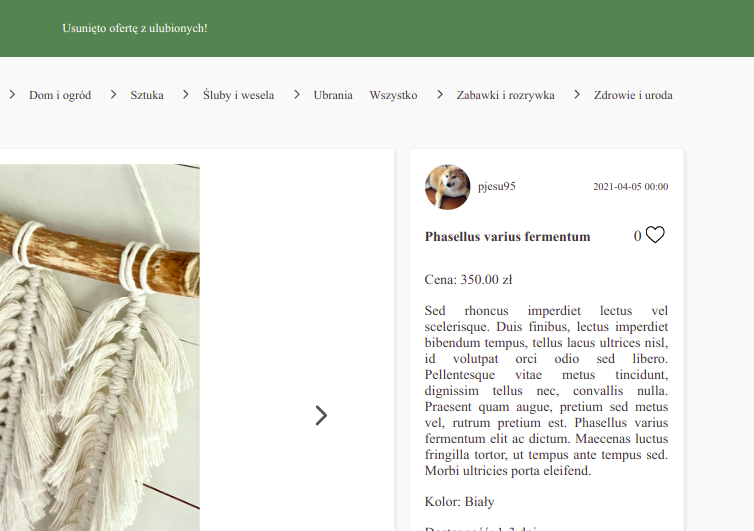 Usunięto ofertę z ulubionych!
Dom i ogród Sztuka Śluby i wesela Ubrania Wszystko Zabawki i rozrywka Zdrowie i uroda
pjesu95 2021-04-05 00:00
Phasellus varius fermentum 0
Cena: 350.00 zł
Sed rhoncus imperdiet lectus vel
scelerisque. Duis finibus, lectus imperdiet
bibendum tempus, tellus lacus ultrices nisl,
id volutpat orci odio sed libero.
Pellentesque vitae metus tincidunt,
dignissim tellus nec, convallis nulla.
Praesent quam augue, pretium sed metus
vel, rutrum pretium est. Phasellus varius
fermentum elit ac dictum. Maecenas luctus
fringilla tortor, ut tempus ante tempus sed.
Morbi ultricies porta eleifend.
Kolor: Biały